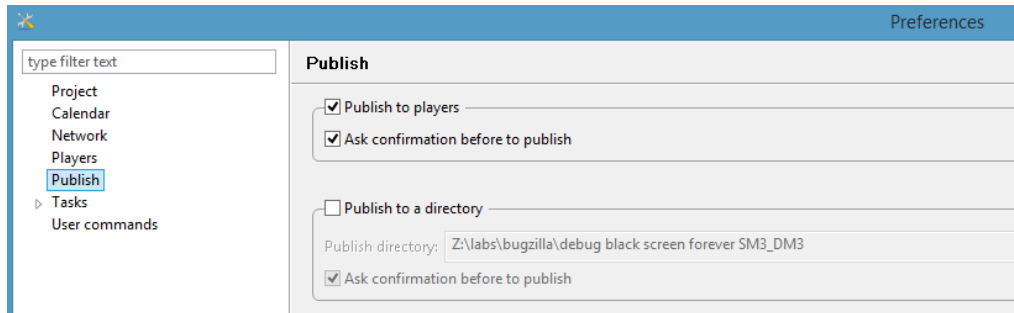 Preferences
type filter text
Project
Calendar
Network
Players
Publish
Tasks
User commands
Publish
Publish to players
Ask confirmation before to publish
Publish to a directory
Publish directory: Z:\labs\bugzilla\debug black screen forever SM3_DM3
Ask confirmation before to publish